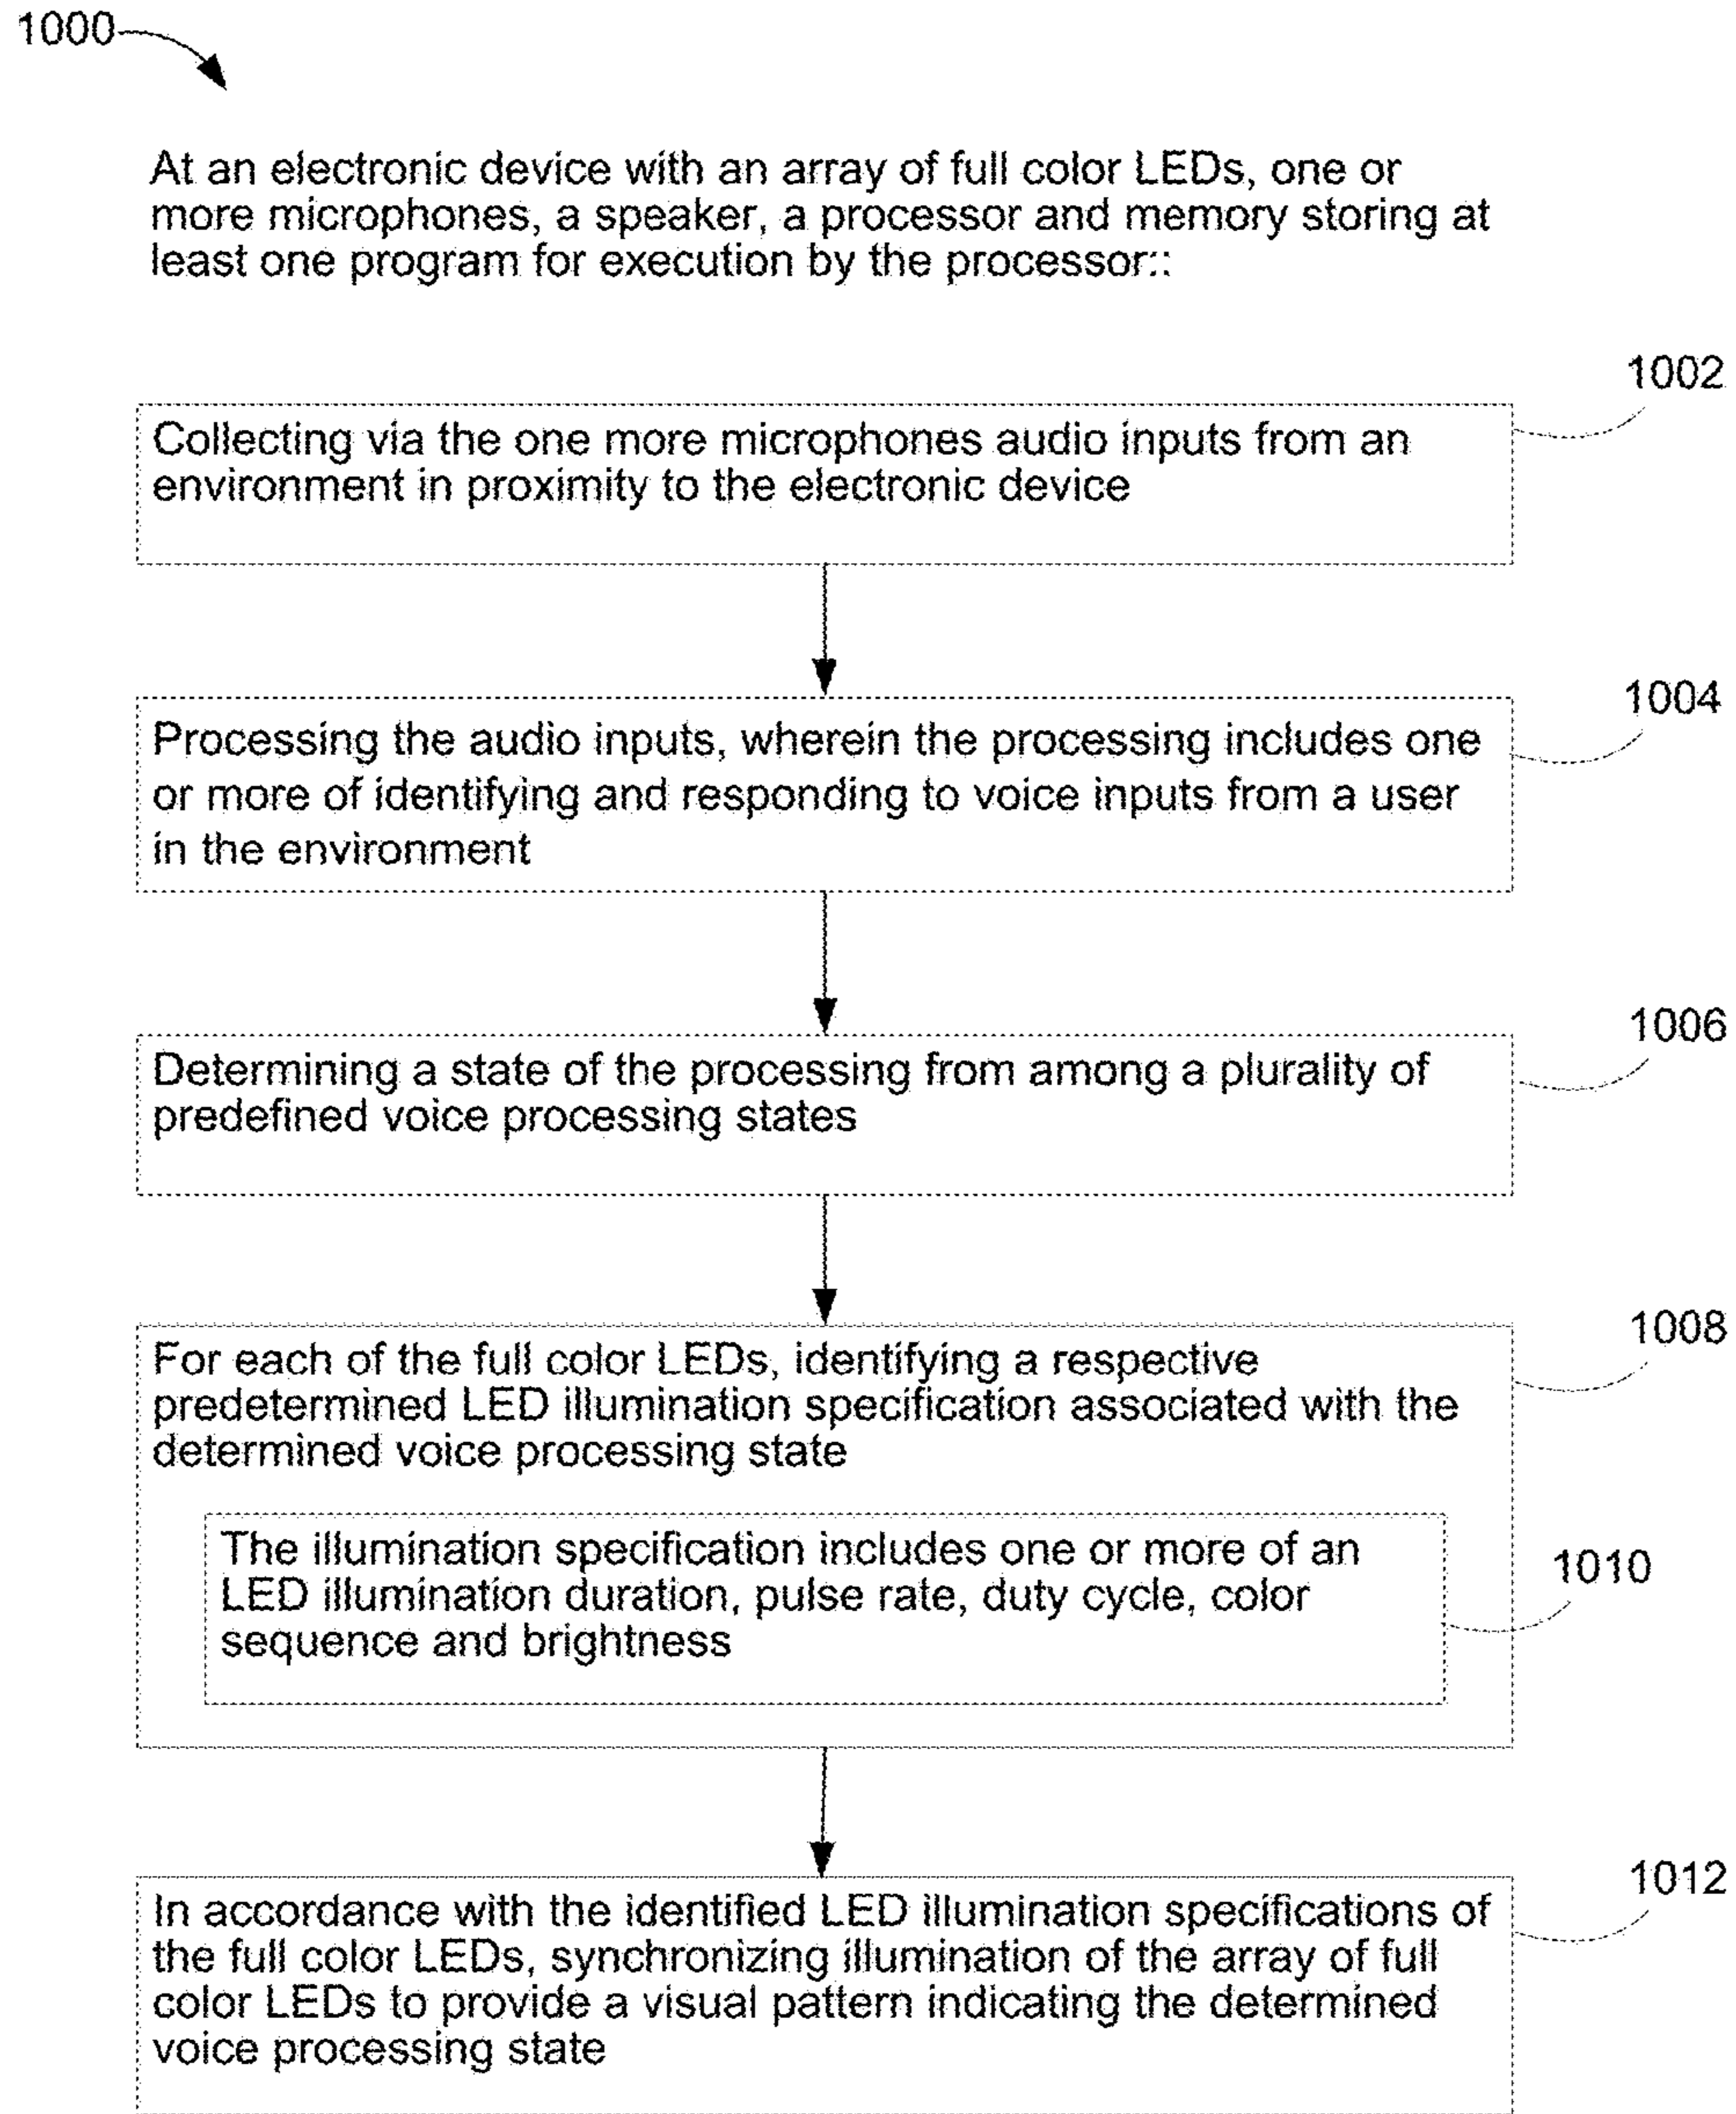 1000
At an electronic device with an array of full color LEDs, one or
more microphones, a speaker, a processor and memory storing at
least one program for execution by the processor::
1002
Collecting via the one more microphones audio inputs from an
environment in proximity to the electronic device
1004
Processing the audio inputs, wherein the processing includes one
or more of identifying and responding to voice inputs from a user
in the environment
1006
Determining a state of the processing from among a plurality of
predefined voice processing states
1008
For each of the full color LEDs, identifying a respective
predetermined LED illumination specification associated with the
determined voice processing state
1010
The illumination specification includes one or more of an
LED illumination duration, pulse rate, duty cycle, color
sequence and brightness
1012
In accordance with the identified LED illumination specifications of
the full color LEDs, synchronizing illumination of the array of full
color LEDs to provide a visual pattern indicating the determined
voice processing state